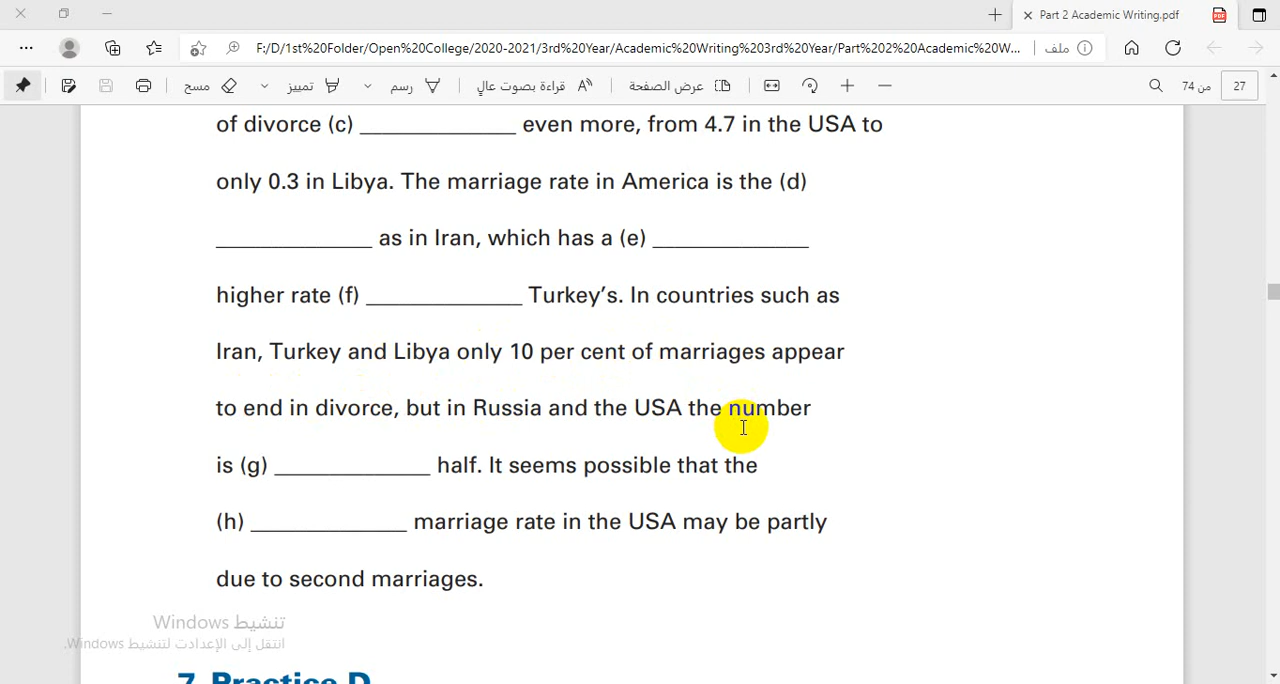 Part 2 Academic Writing.pdf
F:/D/1st%20Folder/Open%20College/2020-2021/3rd%20Year/Academic%20Writing%203rd%20Year/Part%202%20Academic%20W...
ملف
مسح
تمييز
رسم
قراءة بصوت عالٍ
عرض الصفحة
من 74
27
of divorce (c) ______________ even more, from 4.7 in the USA to
only 0.3 in Libya. The marriage rate in America is the (d)
______________ as in Iran, which has a (e) ______________
higher rate (f) ______________ Turkey's. In countries such as
Iran, Turkey and Libya only 10 per cent of marriages appear
to end in divorce, but in Russia and the USA the number
is (g) ______________ half. It seems possible that the
(h) ______________ marriage rate in the USA may be partly
due to second marriages.
تنشيط Windows
انتقل إلى الإعدادات لتنشيط Windows.
7 Practice D